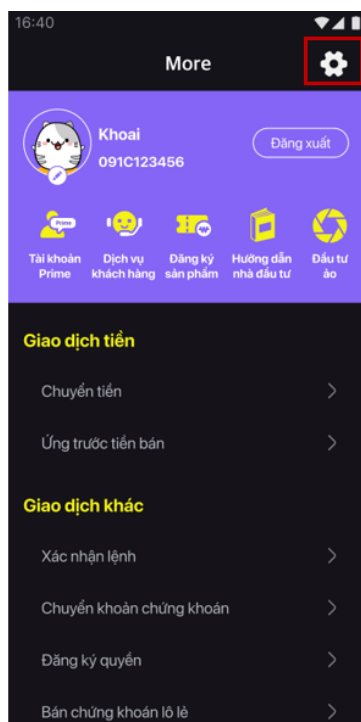 16:40
More
Khoai
091C123456
Đăng xuất
Prime
Tài khoản
Prime
Dịch vụ
khách hàng
Đăng ký
sản phẩm
Hướng dẫn
nhà đầu tư
Đầu tư
ảo
Giao dịch tiền
Chuyển tiền
Ứng trước tiền bán
Giao dịch khác
Xác nhận lệnh
Chuyển khoản chứng khoán
Đăng ký quyền
Bán chứng khoán lô lẻ